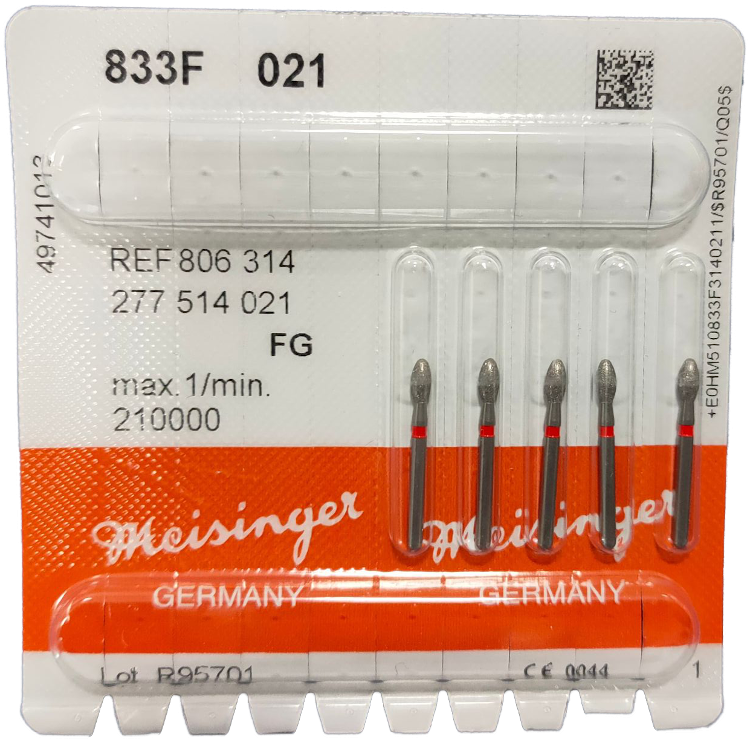 833F 021
49741012
REF 806 314
277 514 021
FG
max.1/min.
210000
+E0HM510833F3140211/$R95701/Q05$
Meisinger Meisinger
GERMANY GERMANY
Lot R95701 CE 0044 1